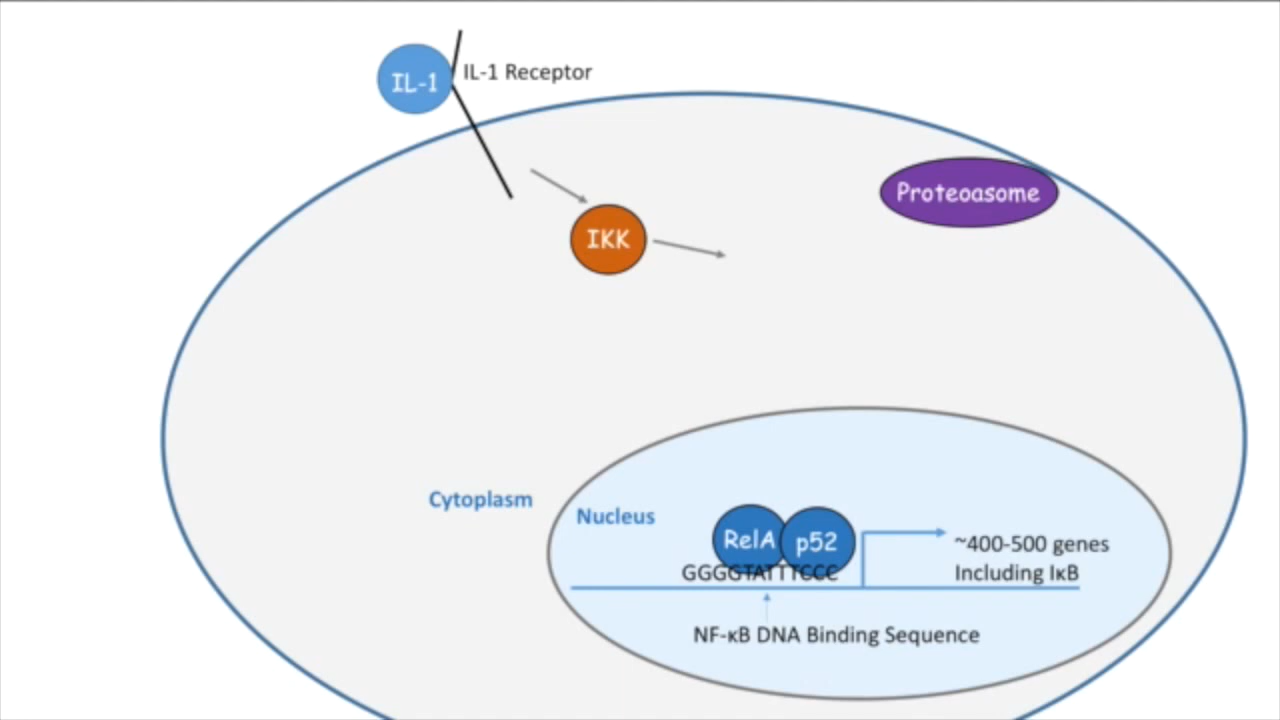 IL-1
IL-1 Receptor
Proteoasome
IKK
Cytoplasm
Nucleus
RelA
p52
~400-500 genes
Including IκB
GGGGTATTTCCC
NF-κB DNA Binding Sequence